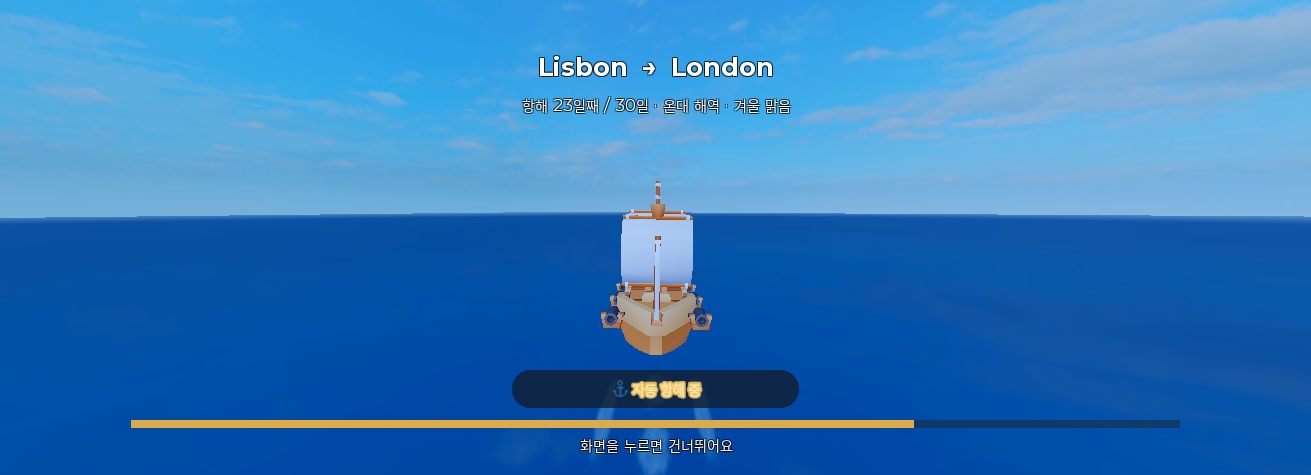 Lisbon → London
항해 23일째 / 30일 · 온대 해역 · 겨울 맑음
⚓ 자동 항해 중
화면을 누르면 건너뛰어요